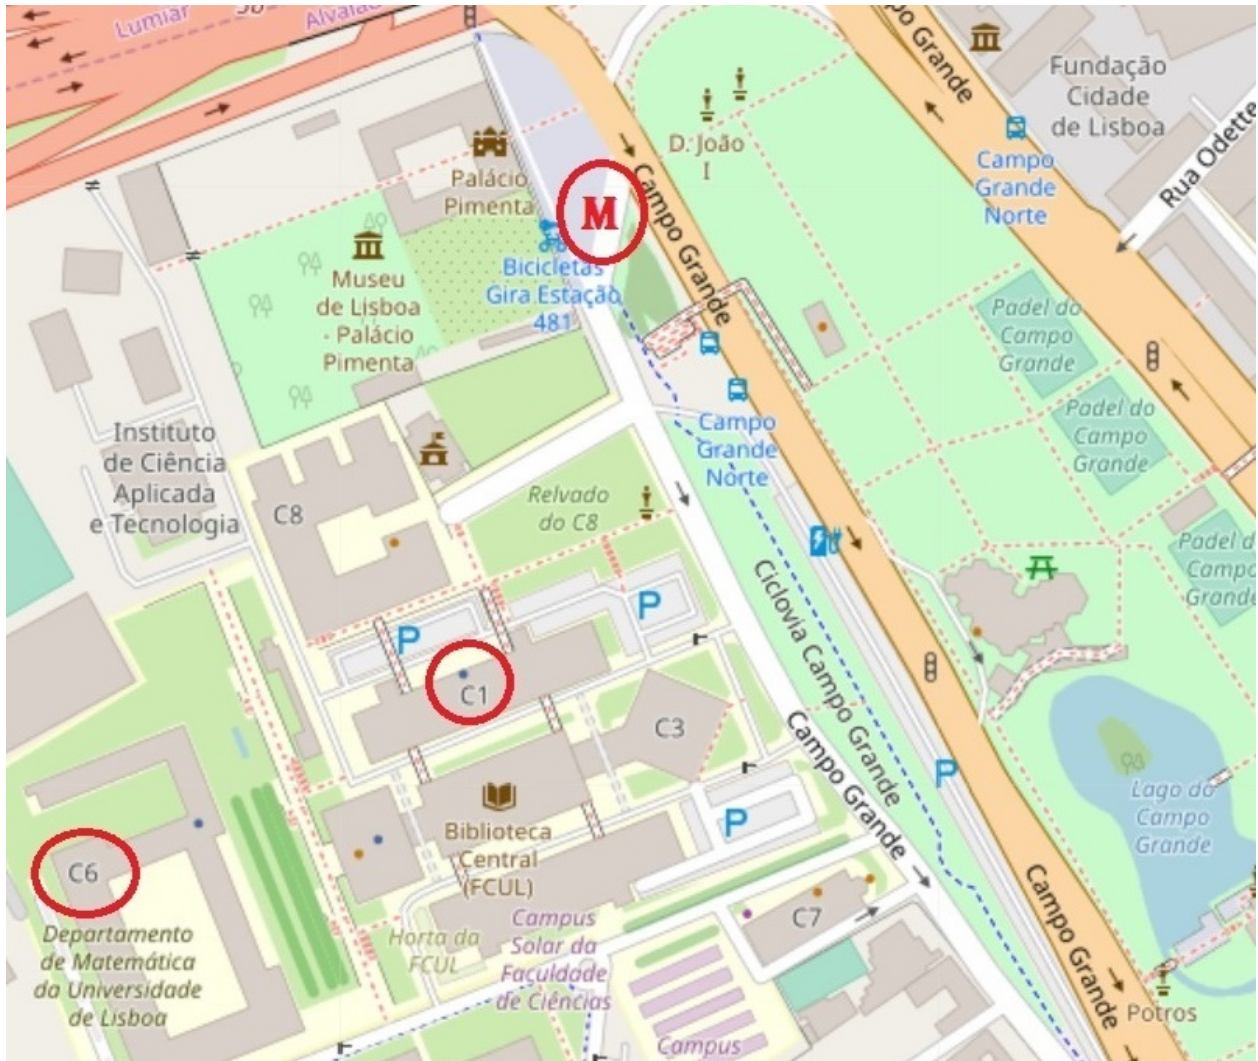 Lumiar
Alvalade
Campo Grande
Fundação
Cidade
de Lisboa
D. João
I
Campo
Grande
Norte
Rua Odette
Palácio
Pimenta
M
Campo Grande
Museu
de Lisboa
- Palácio
Pimenta
Bicicletas
Gira Estação
481
Padel do
Campo
Grande
Padel do
Campo
Grande
Campo
Grande
Norte
Instituto
de Ciência
Aplicada
e Tecnologia
C8
Relvado
do C8
Padel d
Campo
Grande
P
P
Ciclovia Campo Grande
C1
C3
Campo Grande
P
Lago do
Campo
Grande
Biblioteca
Central
(FCUL)
P
C6
C7
Campo Grande
Departamento
de Matemática
da Universidade
de Lisboa
Horta da
FCUL
Campus
Solar da
Faculdade
de Ciências
Potros
Campus